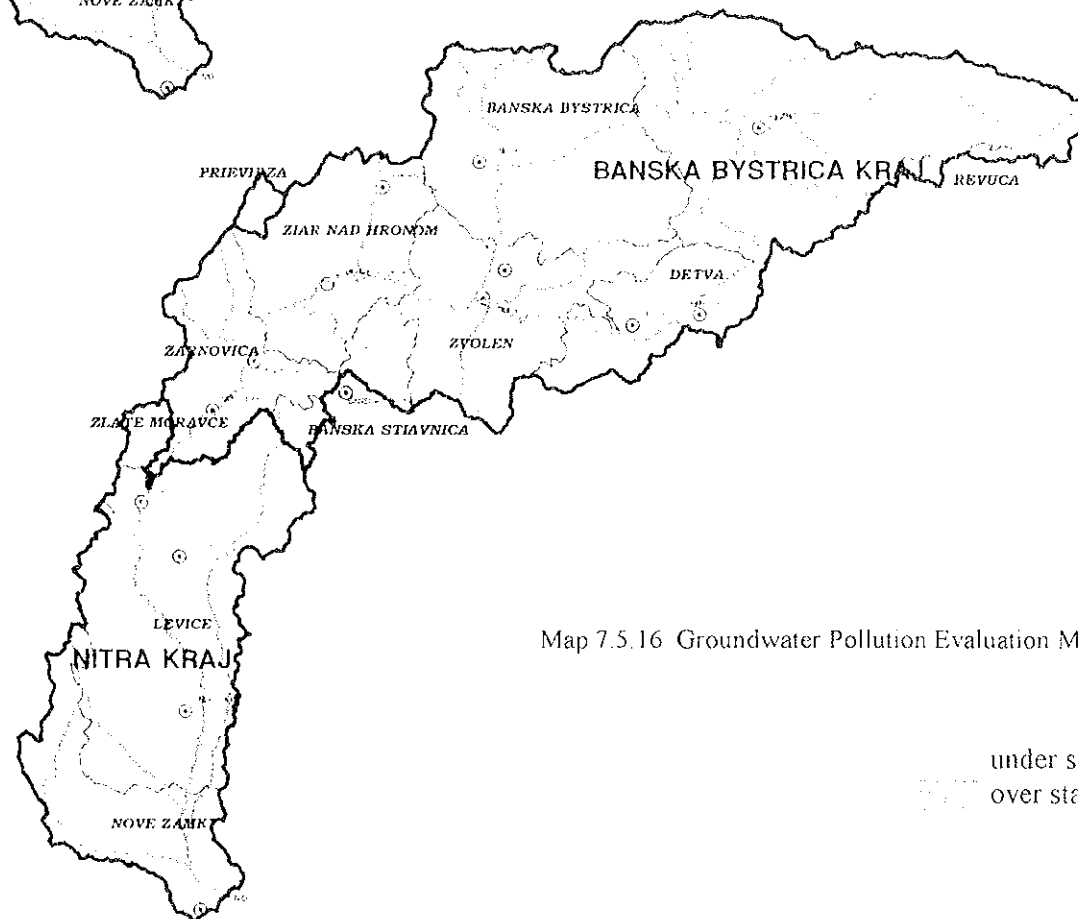 NOVE ZAMK
BANSKA BYSTRICA
PRIEVIDZA
BANSKA BYSTRICA KRAJ
REVUCA
ZIAR NAD HRONOM
DETVA
ZVOLEN
ZARNOVICA
ZLATE MORAVCE
BANSKA STIAVNICA
LEVICE
NITRA KRAJ
Map 7.5.16 Groundwater Pollution Evaluation M
under s
over sta
NOVE ZAMK